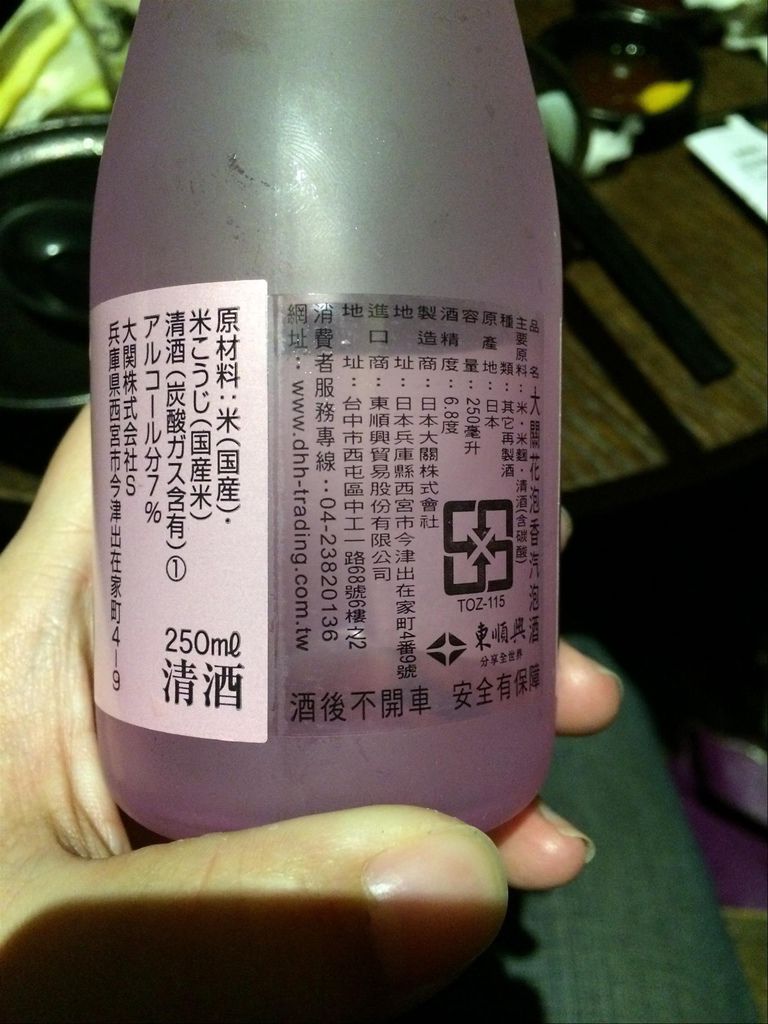 原材料：米(国産)・
米こうじ(国産米)
清酒(炭酸ガス含有) ①
アルコール分7%
大関株式会社S
兵庫県西宮市今津出在家町4－9
250mℓ
清酒
品名 大關花泡香汽泡酒
主要原料：米．米麴．清酒(含碳酸)
種類：其它再製酒
原產地：日本
容量：250毫升
酒精度：6.8度
製造商：日本大關株式會社
地址：日本兵庫縣西宮市今津出在家町4番9號
進口商：東順興貿易股份有限公司
地址：台中市西屯區中工一路68號6樓之2
消費者服務專線：04-23820136
網址：www.dhh-trading.com.tw
TOZ-115
東順興
分享全世界
酒後不開車 安全有保障